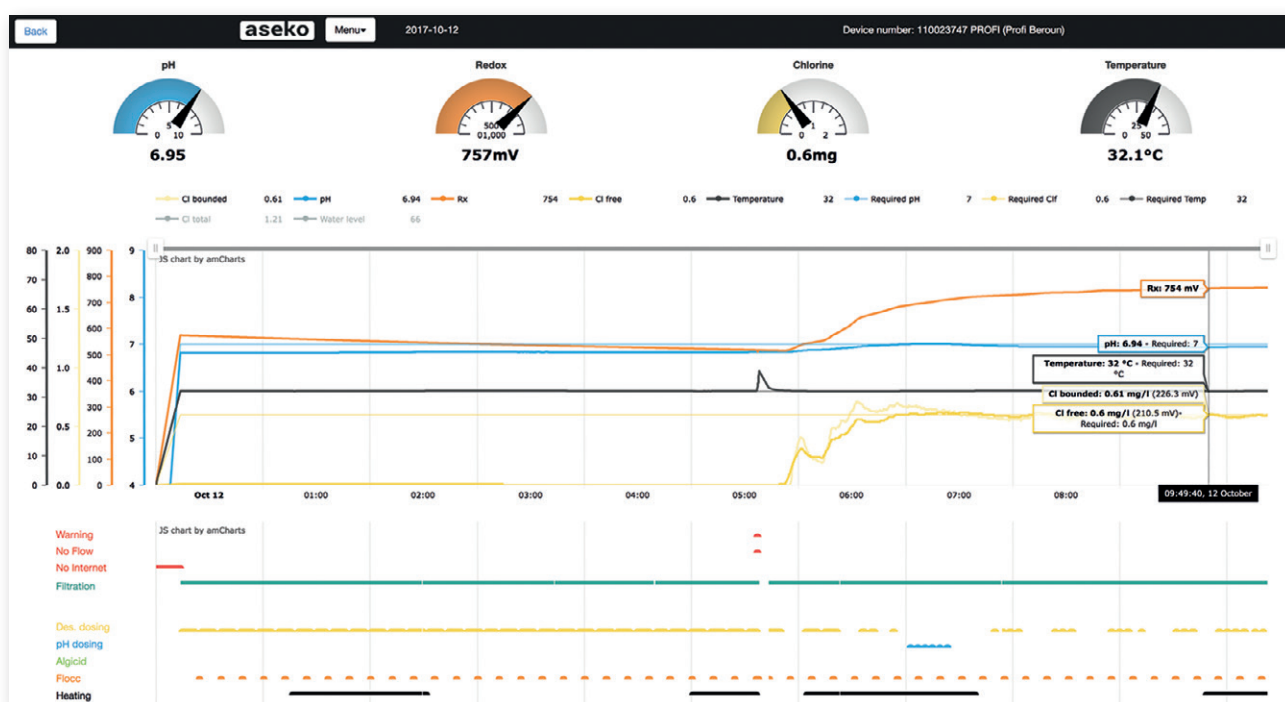 Back aseko Menu 2017-10-12 Device number: 110023747 PROFI (Profi Beroun)
pH Redox Chlorine Temperature
5 500 1 25
0 10 01,000 0 2 0 50
6.95 757mV 0.6mg 32.1°C
Cl bounded 0.61 pH 6.94 Rx 754 Cl free 0.6 Temperature 32 Required pH 7 Required Clf 0.6 Required Temp 32
Cl total 1.21 Water level 66
80 2.0 900 9
JS chart by amCharts
800
70
8
Rx: 754 mV
60 1.5 700
600
50
7
pH: 6.94 - Required: 7
500
40 1.0
Temperature: 32 °C - Required: 32
°C
400
6
30
300
Cl bounded: 0.61 mg/l (226.3 mV)
20 0.5
Cl free: 0.6 mg/l (210.5 mV)-
Required: 0.6 mg/l
200
5
10
100
0 0.0 0 4
Oct 12 01:00 02:00 03:00 04:00 05:00 06:00 07:00 08:00 09:49:40, 12 October
JS chart by amCharts
Warning
No Flow
No Internet
Filtration
Des. dosing
pH dosing
Algicid
Flocc
Heating